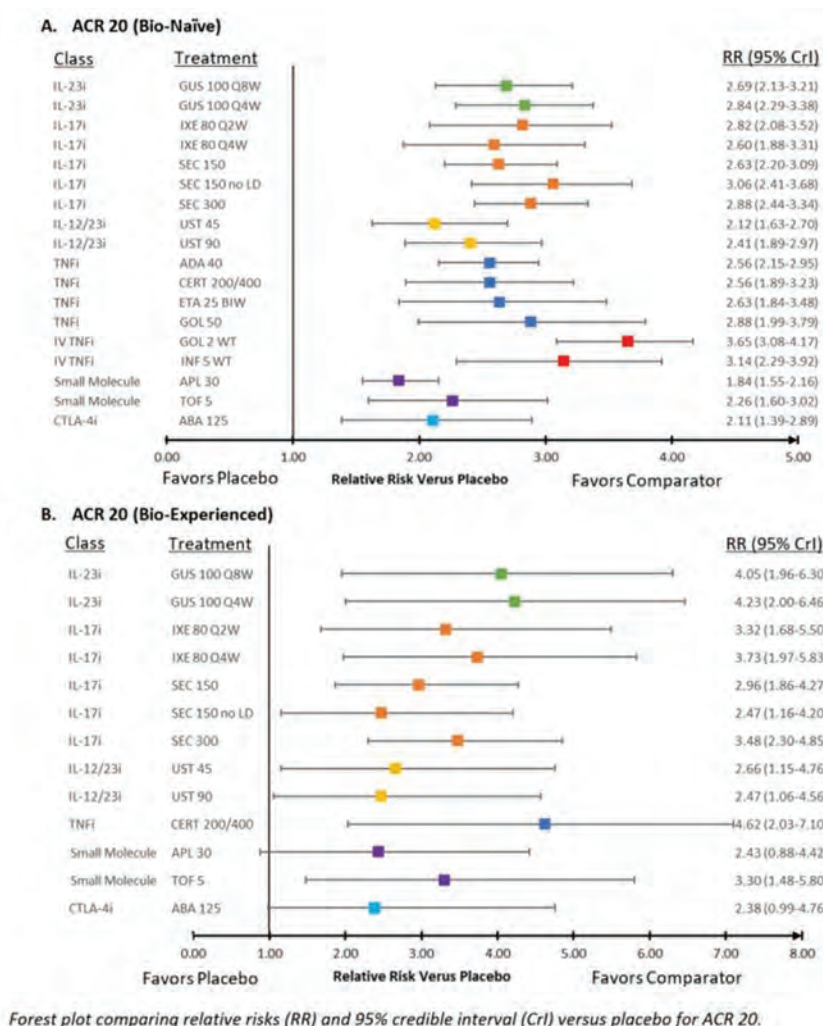 A. ACR 20 (Bio-Naïve)
Class Treatment RR (95% CrI)
IL-23i GUS 100 Q8W 2.69 (2.13-3.21)
IL-23i GUS 100 Q4W 2.84 (2.29-3.38)
IL-17i IXE 80 Q2W 2.82 (2.08-3.52)
IL-17i IXE 80 Q4W 2.60 (1.88-3.31)
IL-17i SEC 150 2.63 (2.20-3.09)
IL-17i SEC 150 no LD 3.06 (2.41-3.68)
IL-17i SEC 300 2.88 (2.44-3.34)
IL-12/23i UST 45 2.12 (1.63-2.70)
IL-12/23i UST 90 2.41 (1.89-2.97)
TNFi ADA 40 2.56 (2.15-2.95)
TNFi CERT 200/400 2.56 (1.89-3.23)
TNFi ETA 25 BIW 2.63 (1.84-3.48)
TNFi GOL 50 2.88 (1.99-3.79)
IV TNFi GOL 2 WT 3.65 (3.08-4.17)
IV TNFi INF 5 WT 3.14 (2.29-3.92)
Small Molecule APL 30 1.84 (1.55-2.16)
Small Molecule TOF 5 2.26 (1.60-3.02)
CTLA-4i ABA 125 2.11 (1.39-2.89)
0.00 1.00 2.00 3.00 4.00 5.00
Favors Placebo Relative Risk Verus Placebo Favors Comparator
B. ACR 20 (Bio-Experienced)
Class Treatment RR (95% CrI)
IL-23i GUS 100 Q8W 4.05 (1.96-6.30)
IL-23i GUS 100 Q4W 4.23 (2.00-6.46)
IL-17i IXE 80 Q2W 3.32 (1.68-5.50)
IL-17i IXE 80 Q4W 3.73 (1.97-5.83)
IL-17i SEC 150 2.96 (1.86-4.27)
IL-17i SEC 150 no LD 2.47 (1.16-4.20)
IL-17i SEC 300 3.48 (2.30-4.85)
IL-12/23i UST 45 2.66 (1.15-4.76)
IL-12/23i UST 90 2.47 (1.06-4.56)
TNFi CERT 200/400 4.62 (2.03-7.10)
Small Molecule APL 30 2.43 (0.88-4.42)
Small Molecule TOF 5 3.30 (1.48-5.80)
CTLA-4i ABA 125 2.38 (0.99-4.76)
0.00 1.00 2.00 3.00 4.00 5.00 6.00 7.00 8.00
Favors Placebo Relative Risk Verus Placebo Favors Comparator
Forest plot comparing relative risks (RR) and 95% credible interval (CrI) versus placebo for ACR 20.